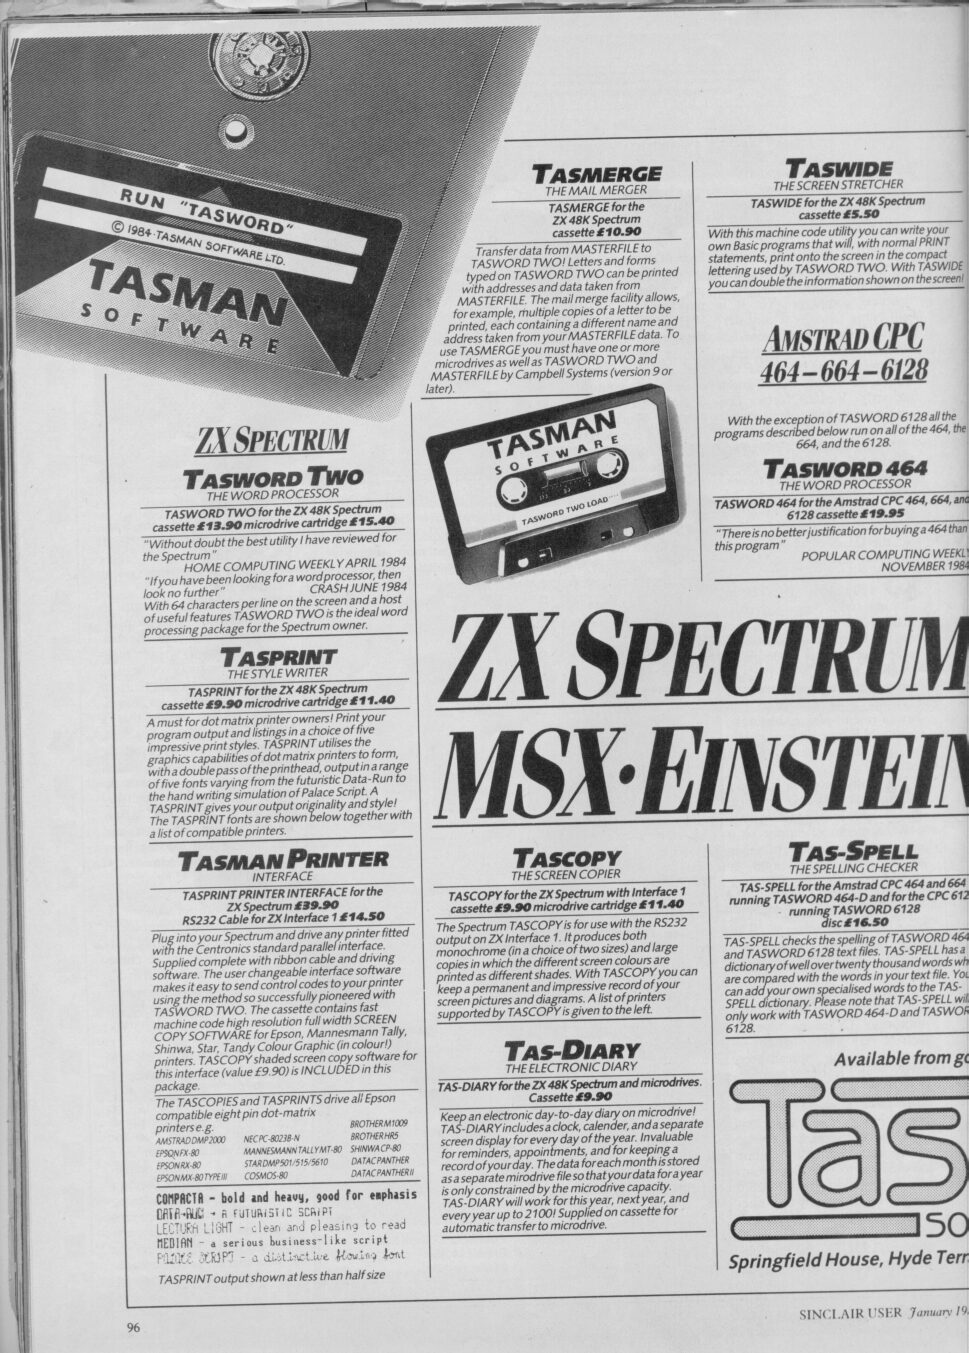 RUN "TASWORD"
© 1984·TASMAN SOFTWARE LTD.
TASMAN
SOFTWARE
ZX SPECTRUM
TASWORD TWO
THE WORD PROCESSOR
TASWORD TWO for the ZX 48K Spectrum
cassette £13.90 microdrive cartridge £15.40
"Without doubt the best utility I have reviewed for
the Spectrum"
HOME COMPUTING WEEKLY APRIL 1984
"If you have been looking for a word processor, then
look no further" CRASH JUNE 1984
With 64 characters per line on the screen and a host
of useful features TASWORD TWO is the ideal word
processing package for the Spectrum owner.
TASPRINT
THE STYLE WRITER
TASPRINT for the ZX 48K Spectrum
cassette £9.90 microdrive cartridge £11.40
A must for dot matrix printer owners! Print your
program output and listings in a choice of five
impressive print styles. TASPRINT utilises the
graphics capabilities of dot matrix printers to form,
with a double pass of the printhead, output in a range
of five fonts varying from the futuristic Data-Run to
the hand writing simulation of Palace Script. A
TASPRINT gives your output originality and style!
The TASPRINT fonts are shown below together with
a list of compatible printers.
TASMAN PRINTER
INTERFACE
TASPRINT PRINTER INTERFACE for the
ZX Spectrum £39.90
RS232 Cable for ZX Interface 1 £14.50
Plug into your Spectrum and drive any printer fitted
with the Centronics standard parallel interface.
Supplied complete with ribbon cable and driving
software. The user changeable interface software
makes it easy to send control codes to your printer
using the method so successfully pioneered with
TASWORD TWO. The cassette contains fast
machine code high resolution full width SCREEN
COPY SOFTWARE for Epson, Mannesmann Tally,
Shinwa, Star, Tandy Colour Graphic (in colour!)
printers. TASCOPY shaded screen copy software for
this interface (value £9.90) is INCLUDED in this
package.
The TASCOPIES and TASPRINTS drive all Epson
compatible eight pin dot-matrix
printers e.g. BROTHER M1009
AMSTRAD DMP 2000 NEC PC-8023B-N BROTHER HR5
EPSON FX-80 MANNESMANN TALLY MT-80 SHINWA CP-80
EPSON RX-80 STAR DMP 501/515/5610 DATAC PANTHER
EPSON MX-80 TYPE III COSMOS-80 DATAC PANTHER II
COMPACTA - bold and heavy, good for emphasis
DATA-RUN - A FUTURISTIC SCRIPT
LECTURA LIGHT - clean and pleasing to read
MEDIAN - a serious business-like script
PALACE SCRIPT - a distinctive flowing font
TASPRINT output shown at less than half size
TASMERGE
THE MAIL MERGER
TASMERGE for the
ZX 48K Spectrum
cassette £10.90
Transfer data from MASTERFILE to
TASWORD TWO! Letters and forms
typed on TASWORD TWO can be printed
with addresses and data taken from
MASTERFILE. The mail merge facility allows,
for example, multiple copies of a letter to be
printed, each containing a different name and
address taken from your MASTERFILE data. To
use TASMERGE you must have one or more
microdrives as well as TASWORD TWO and
MASTERFILE by Campbell Systems (version 9 or
later).
TASMAN
SOFTWARE
TASWORD TWO LOAD
TASWIDE
THE SCREEN STRETCHER
TASWIDE for the ZX 48K Spectrum
cassette £5.50
With this machine code utility you can write your
own Basic programs that will, with normal PRINT
statements, print onto the screen in the compact
lettering used by TASWORD TWO. With TASWIDE
you can double the information shown on the screen!
AMSTRAD CPC
464–664–6128
With the exception of TASWORD 6128 all the
programs described below run on all of the 464, the
664, and the 6128.
TASWORD 464
THE WORD PROCESSOR
TASWORD 464 for the Amstrad CPC 464, 664, and
6128 cassette £19.95
"There is no better justification for buying a 464 than
this program"
POPULAR COMPUTING WEEKLY
NOVEMBER 1984
ZX SPECTRUM
MSX·EINSTEIN
TASCOPY
THE SCREEN COPIER
TASCOPY for the ZX Spectrum with Interface 1
cassette £9.90 microdrive cartridge £11.40
The Spectrum TASCOPY is for use with the RS232
output on ZX Interface 1. It produces both
monochrome (in a choice of two sizes) and large
copies in which the different screen colours are
printed as different shades. With TASCOPY you can
keep a permanent and impressive record of your
screen pictures and diagrams. A list of printers
supported by TASCOPY is given to the left.
TAS-DIARY
THE ELECTRONIC DIARY
TAS-DIARY for the ZX 48K Spectrum and microdrives.
Cassette £9.90
Keep an electronic day-to-day diary on microdrive!
TAS-DIARY includes a clock, calender, and a separate
screen display for every day of the year. Invaluable
for reminders, appointments, and for keeping a
record of your day. The data for each month is stored
as a separate mirodrive file so that your data for a year
is only constrained by the microdrive capacity.
TAS-DIARY will work for this year, next year, and
every year up to 2100! Supplied on cassette for
automatic transfer to microdrive.
TAS-SPELL
THE SPELLING CHECKER
TAS-SPELL for the Amstrad CPC 464 and 664
running TASWORD 464-D and for the CPC 612
running TASWORD 6128
disc £16.50
TAS-SPELL checks the spelling of TASWORD 464
and TASWORD 6128 text files. TAS-SPELL has a
dictionary of well over twenty thousand words wh
are compared with the words in your text file. You
can add your own specialised words to the TAS-
SPELL dictionary. Please note that TAS-SPELL will
only work with TASWORD 464-D and TASWOR
6128.
Available from go
Tas
SO
Springfield House, Hyde Terr
SINCLAIR USER January 19
96